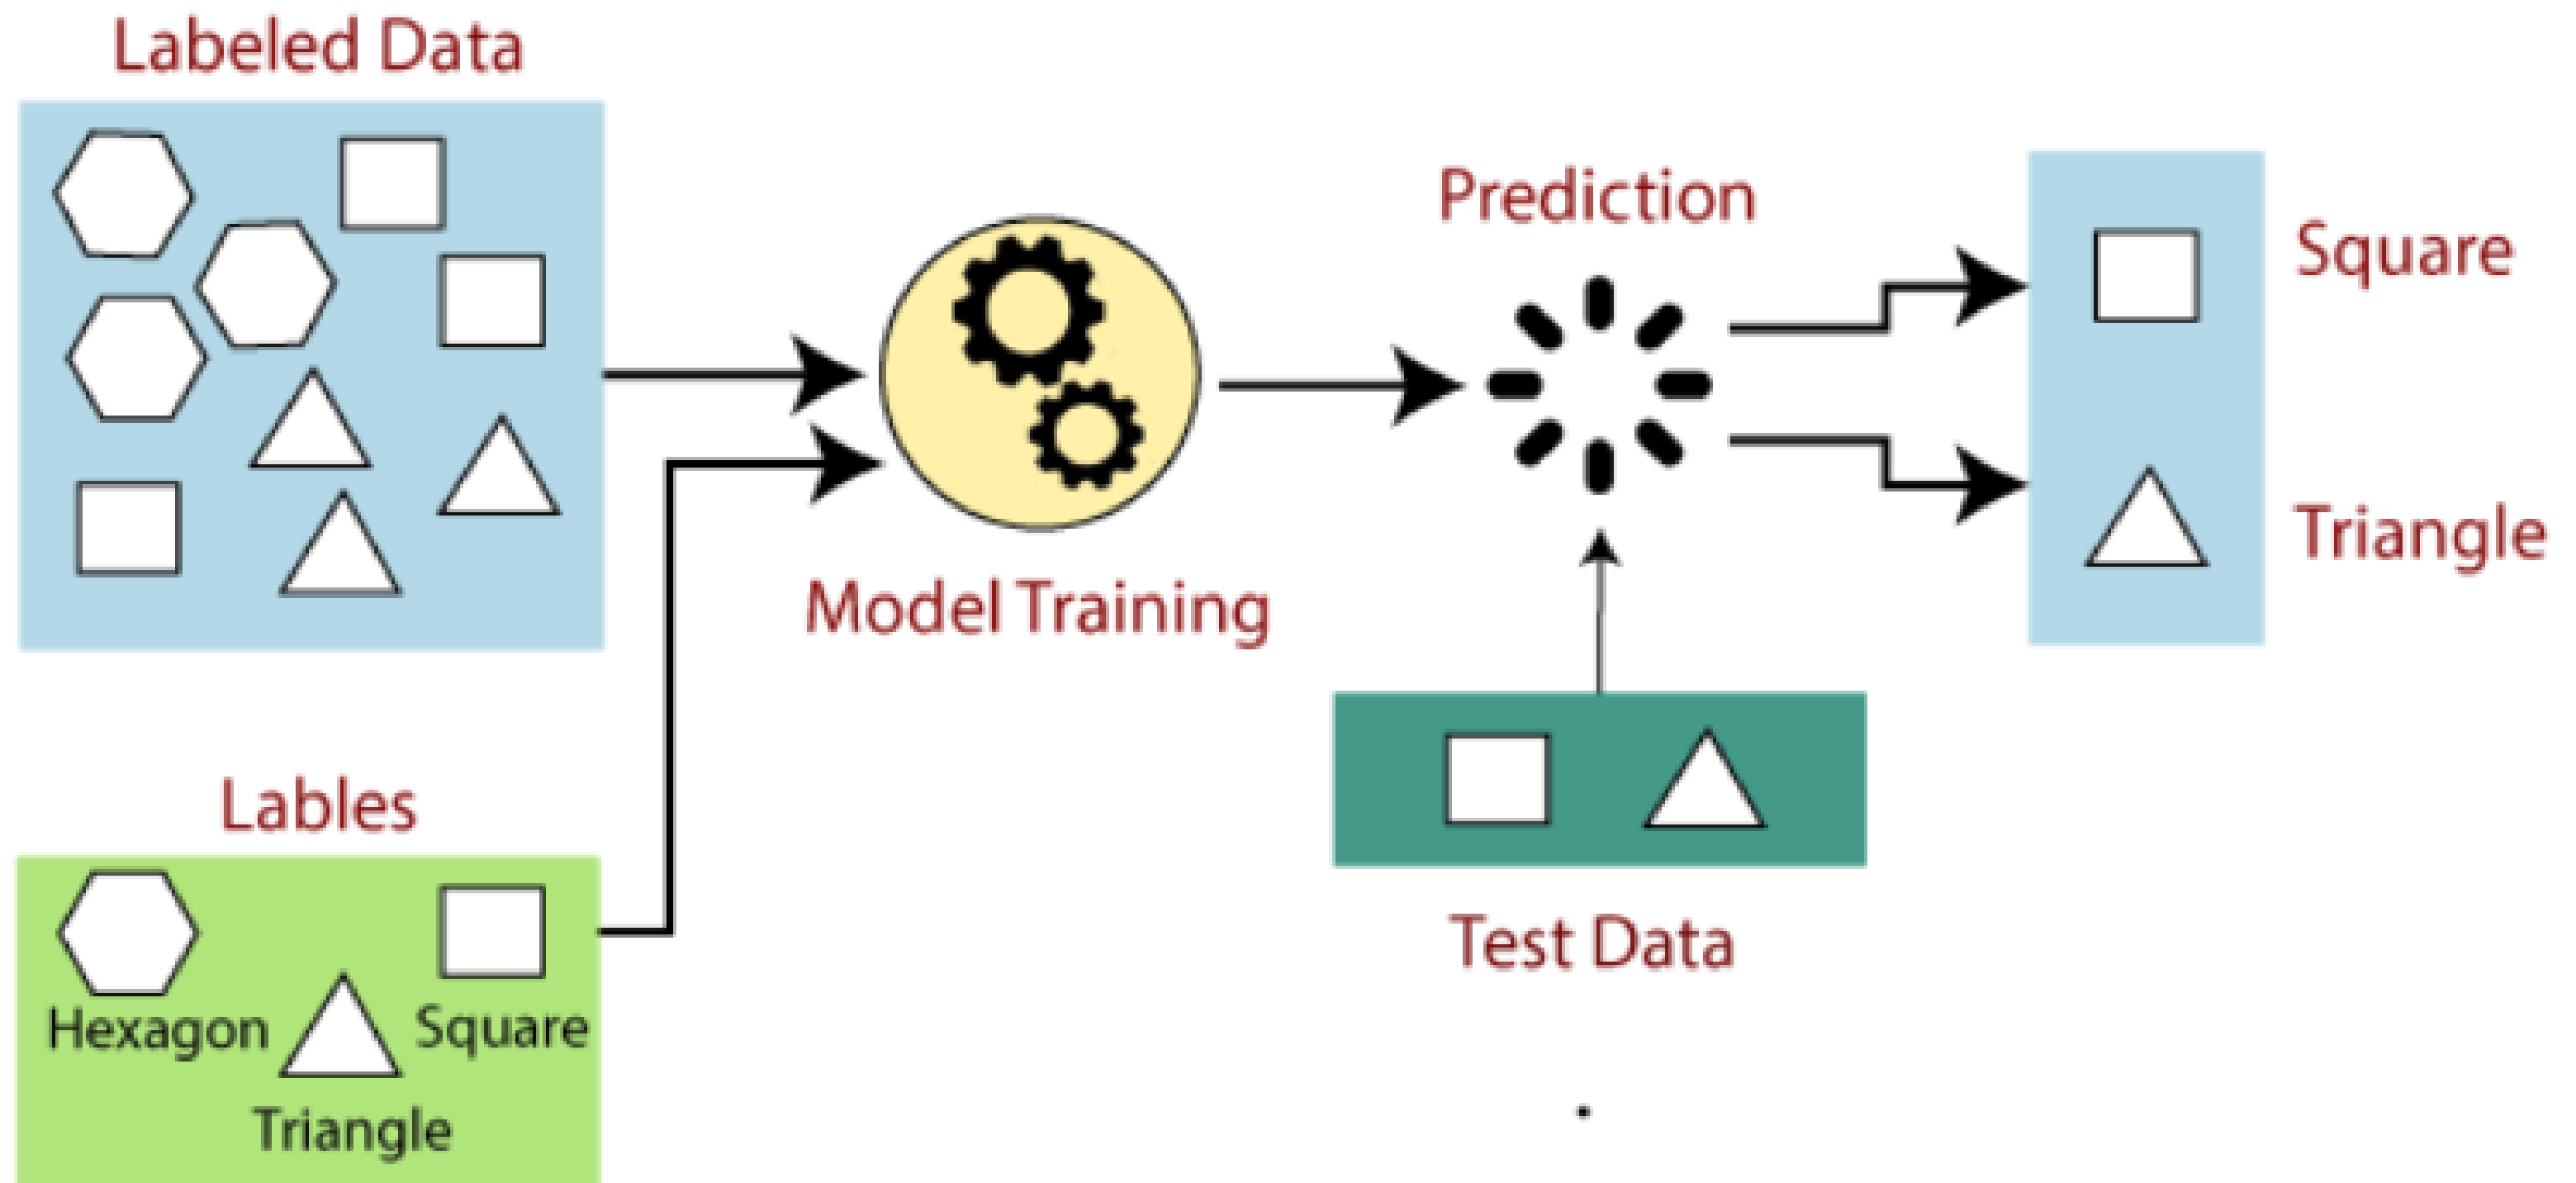 Labeled Data
Prediction
Square
Triangle
Model Training
Lables
Hexagon
Square
Triangle
Test Data